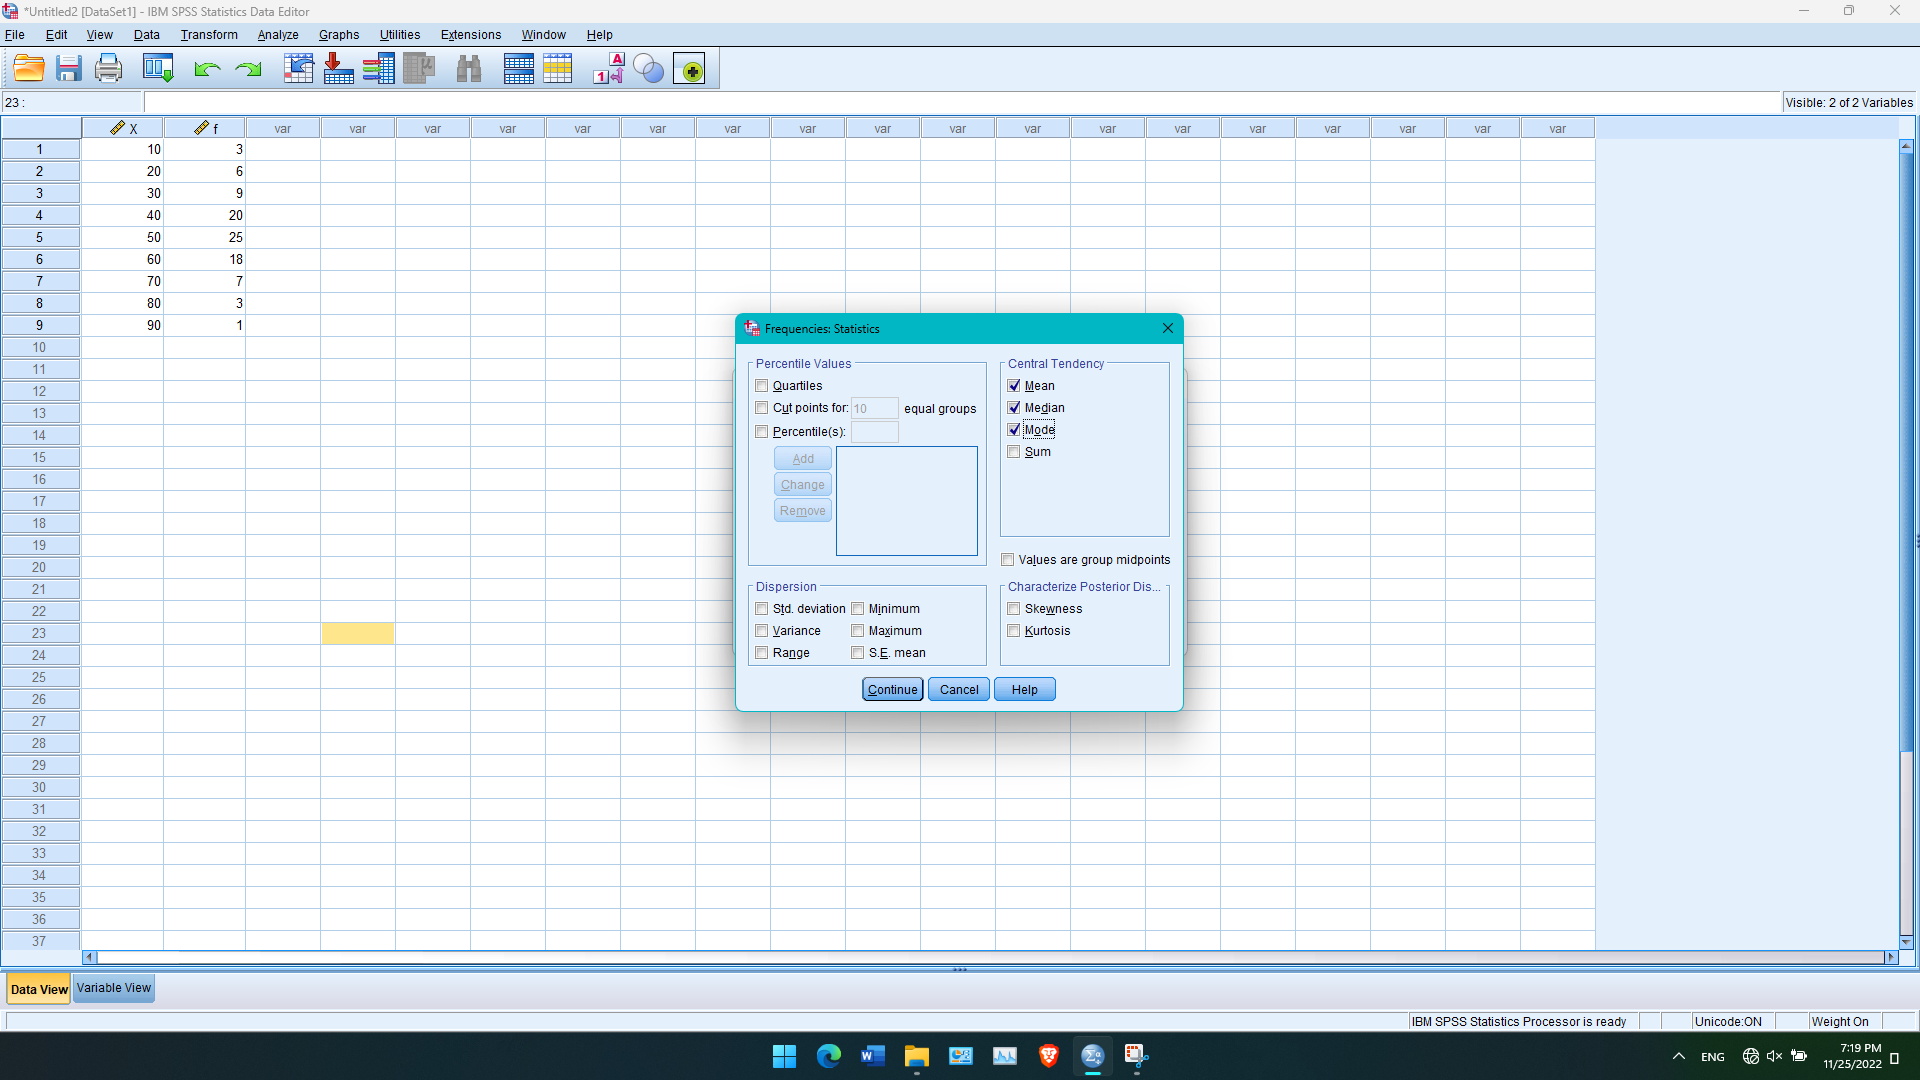 *Untitled2 [DataSet1] - IBM SPSS Statistics Data Editor
File Edit View Data Transform Analyze Graphs Utilities Extensions Window Help
23 :
Visible: 2 of 2 Variables
X f var var var var var var var var var var var var var var var var var var
1 10 3
2 20 6
3 30 9
4 40 20
5 50 25
6 60 18
7 70 7
8 80 3
9 90 1
10
11
12
13
14
15
16
17
18
19
20
21
22
23
24
25
26
27
28
29
30
31
32
33
34
35
36
37
Frequencies: Statistics
Percentile Values
Quartiles
Cut points for: 10 equal groups
Percentile(s):
Add
Change
Remove
Central Tendency
Mean
Median
Mode
Sum
Values are group midpoints
Dispersion
Std. deviation Minimum
Variance Maximum
Range S.E. mean
Characterize Posterior Dis...
Skewness
Kurtosis
Continue Cancel Help
Data View Variable View
IBM SPSS Statistics Processor is ready Unicode:ON Weight On
ENG
7:19 PM
11/25/2022